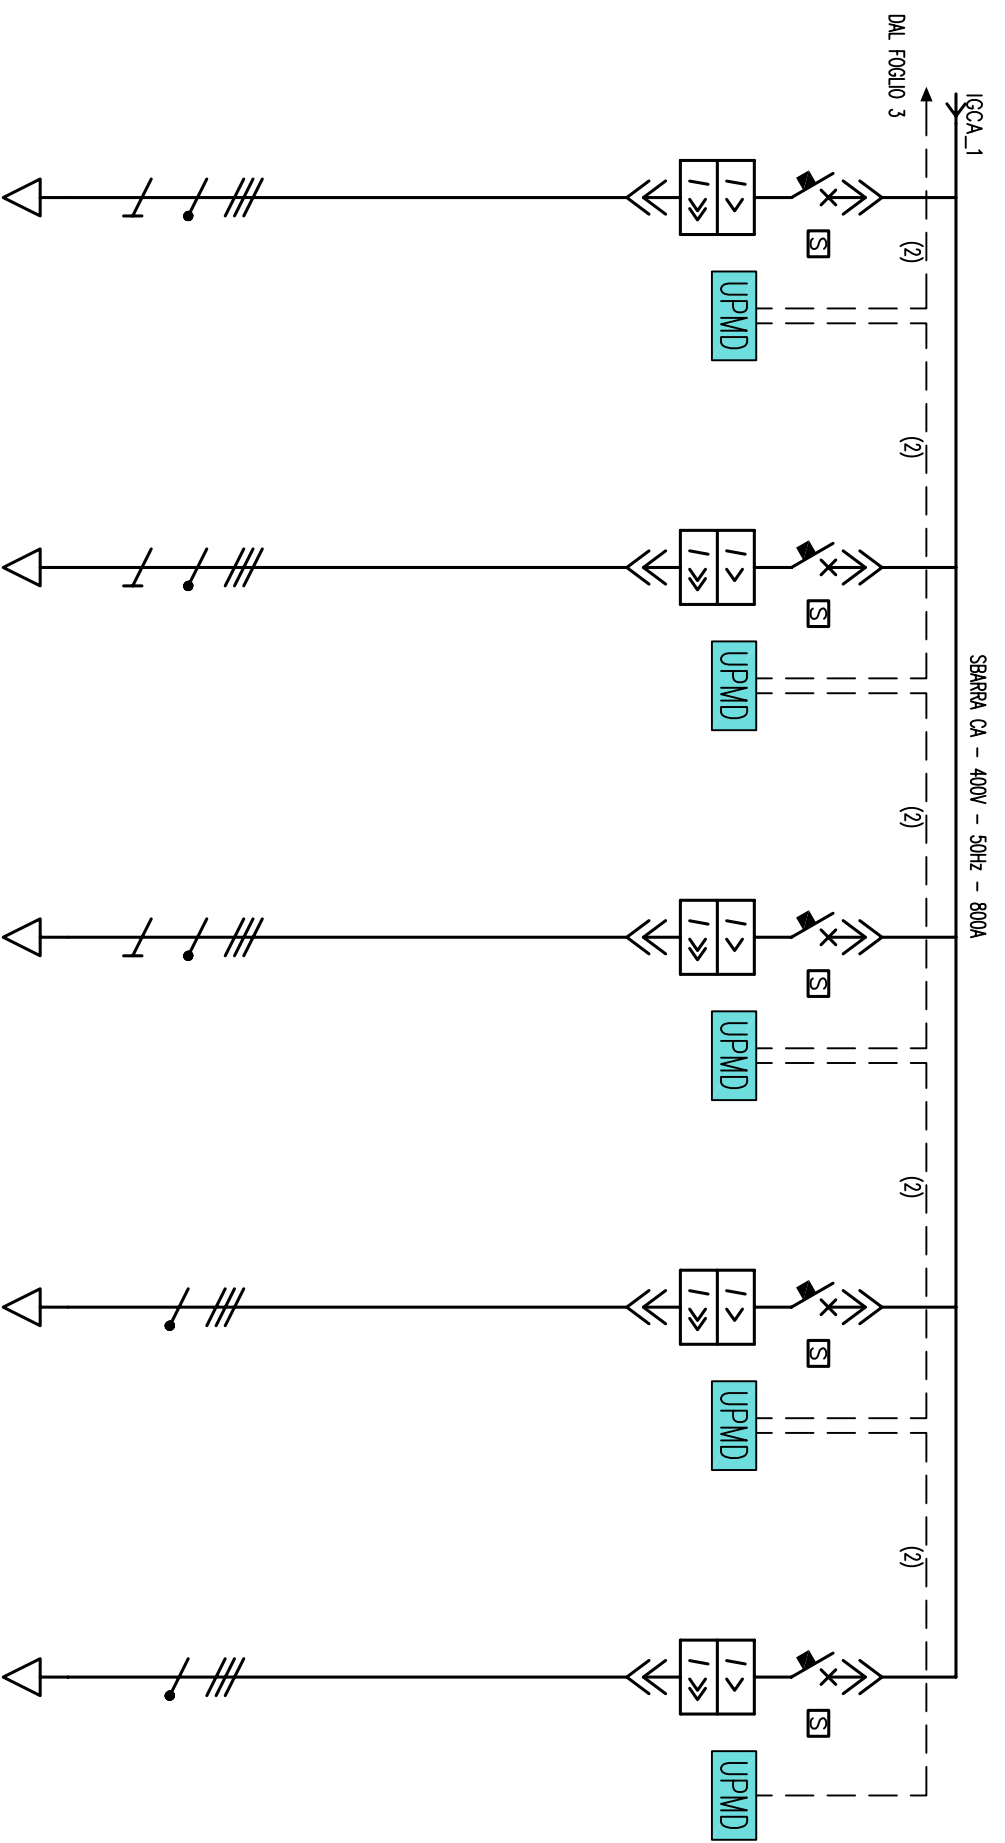 IGCA_1
SBARRA CA - 400V - 50Hz - 800A
DAL FOGLIO 3
(2)
(2)
(2)
(2)
(2)
S
S
S
S
S
UPMD
UPMD
UPMD
UPMD
UPMD